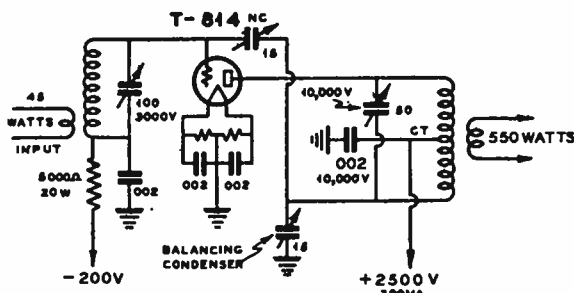 T-814 NC
15
45
WATTS
INPUT
100
3000V
10,000V
50
CT
550 WATTS
002
10,000V
5000Ω
20W
002
002
002
BALANCING
CONDENSER
15
-200V
+2500V